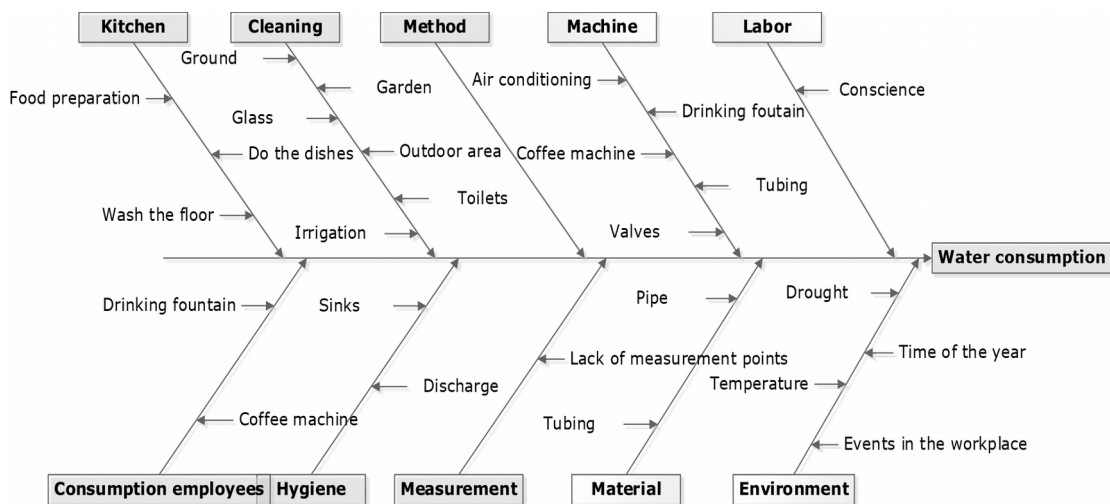 Kitchen
Cleaning
Method
Machine
Labor
Ground
Air conditioning
Garden
Conscience
Food preparation
Drinking foutain
Glass
Do the dishes
Outdoor area
Coffee machine
Tubing
Toilets
Wash the floor
Irrigation
Valves
Water consumption
Drinking fountain
Sinks
Pipe
Drought
Time of the year
Lack of measurement points
Discharge
Temperature
Coffee machine
Tubing
Events in the workplace
Consumption employees
Hygiene
Measurement
Material
Environment